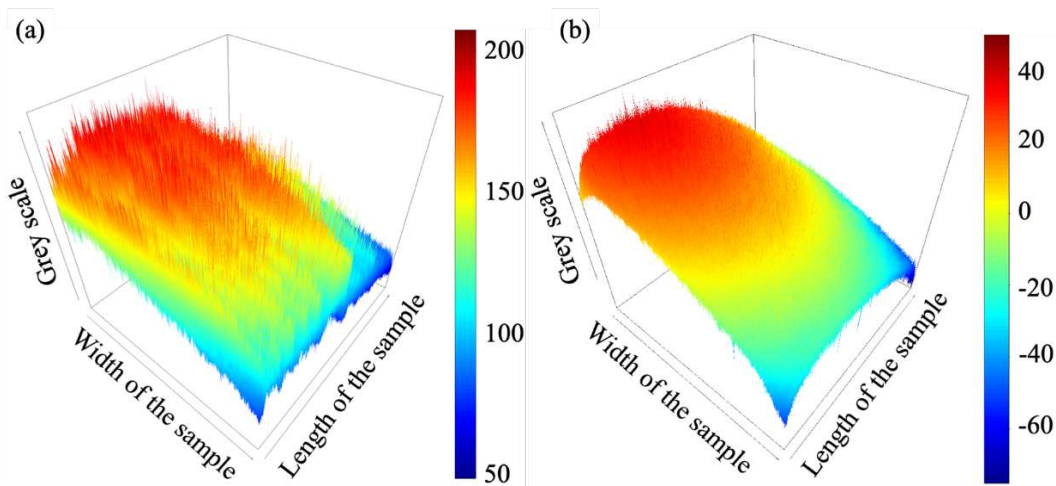 (a)
Grey scale
Width of the sample
Length of the sample
200
150
100
50
(b)
Grey scale
Width of the sample
Length of the sample
40
20
0
-20
-40
-60